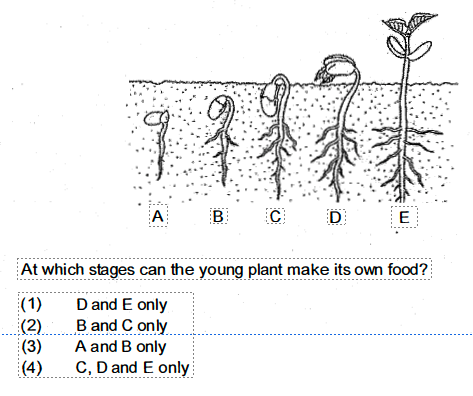 A B C D E
At which stages can the young plant make its own food?
(1) D and E only
(2) B and C only
(3) A and B only
(4) C, D and E only